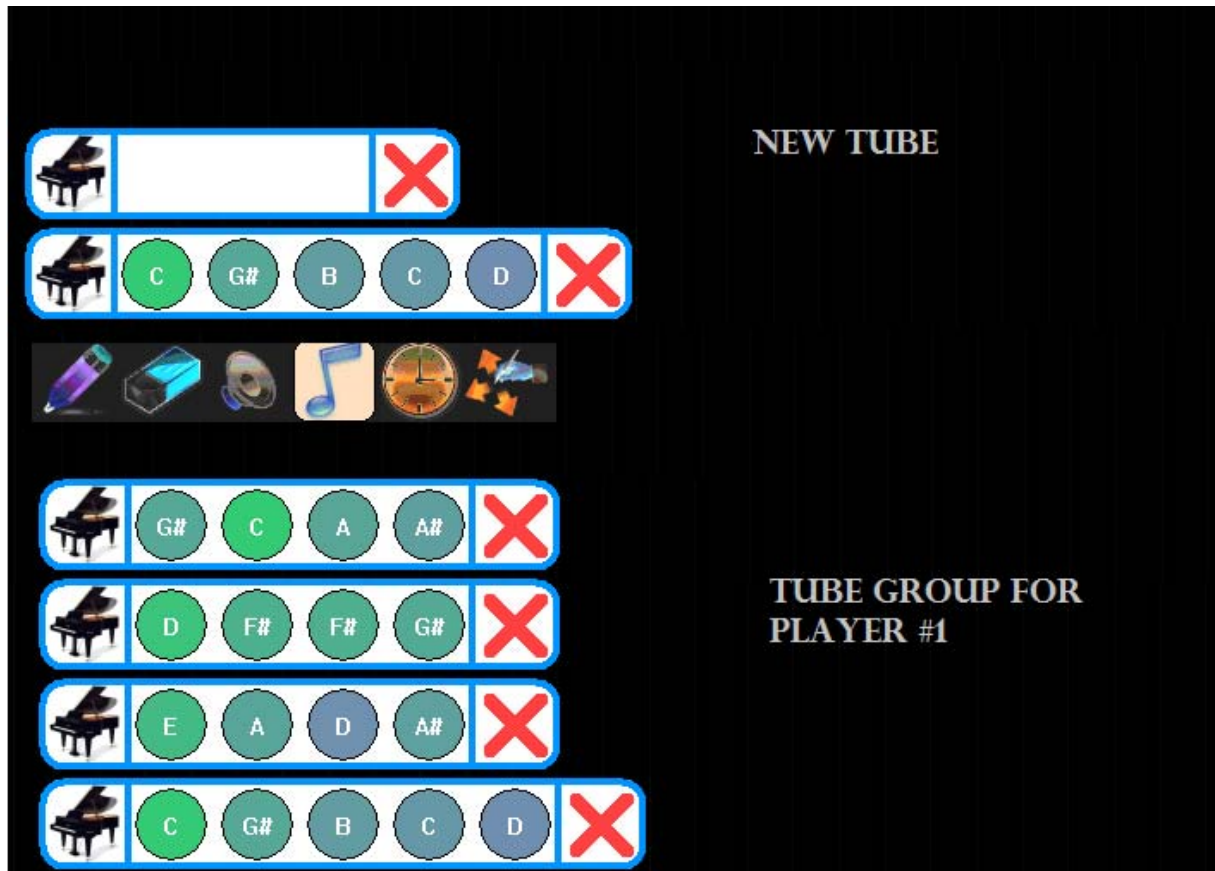 NEW TUBE
C G# B C D
G# C A A#
D F# F# G#
TUBE GROUP FOR
PLAYER #1
E A D A#
C G# B C D